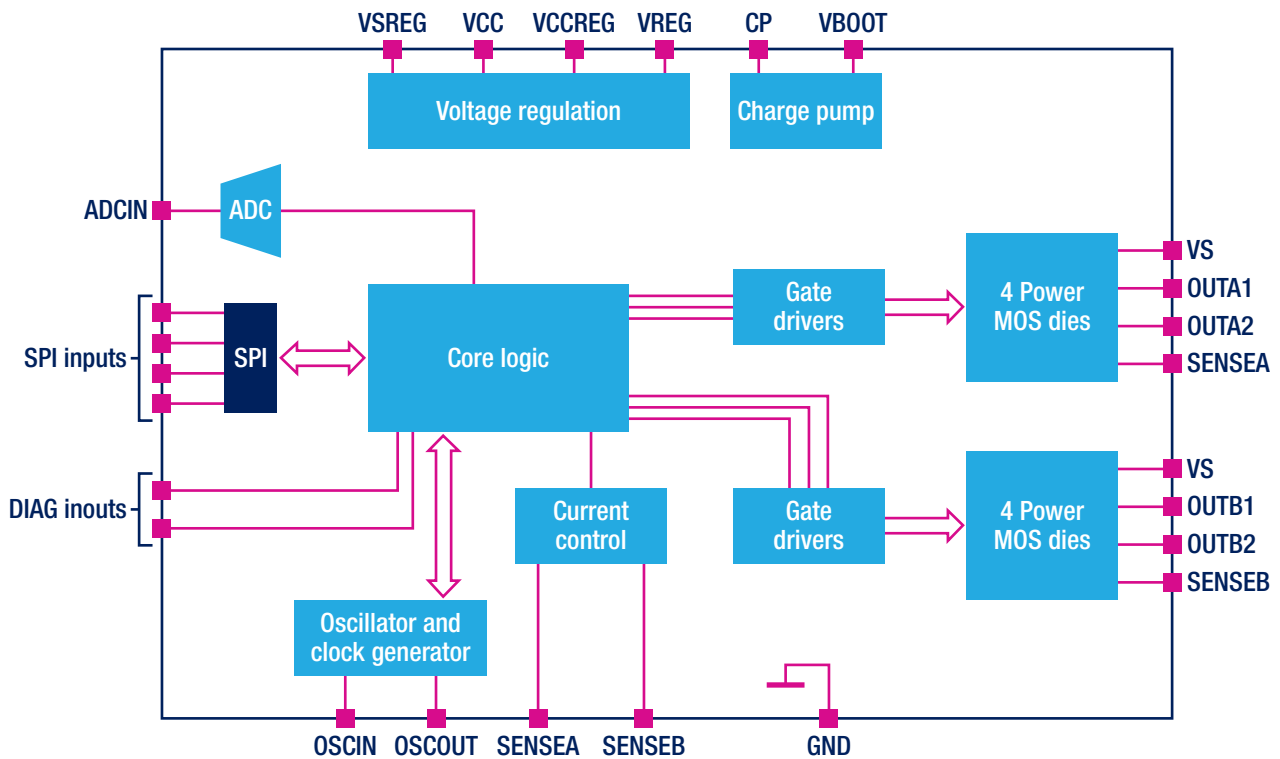 VSREG VCC VCCREG VREG CP VBOOT
Voltage regulation
Charge pump
ADCIN
ADC
VS
OUTA1
OUTA2
SENSEA
Gate
drivers
4 Power
MOS dies
SPI inputs
SPI
Core logic
VS
OUTB1
OUTB2
SENSEB
DIAG inouts
Current
control
Gate
drivers
4 Power
MOS dies
Oscillator and
clock generator
OSCIN OSCOUT SENSEA SENSEB GND